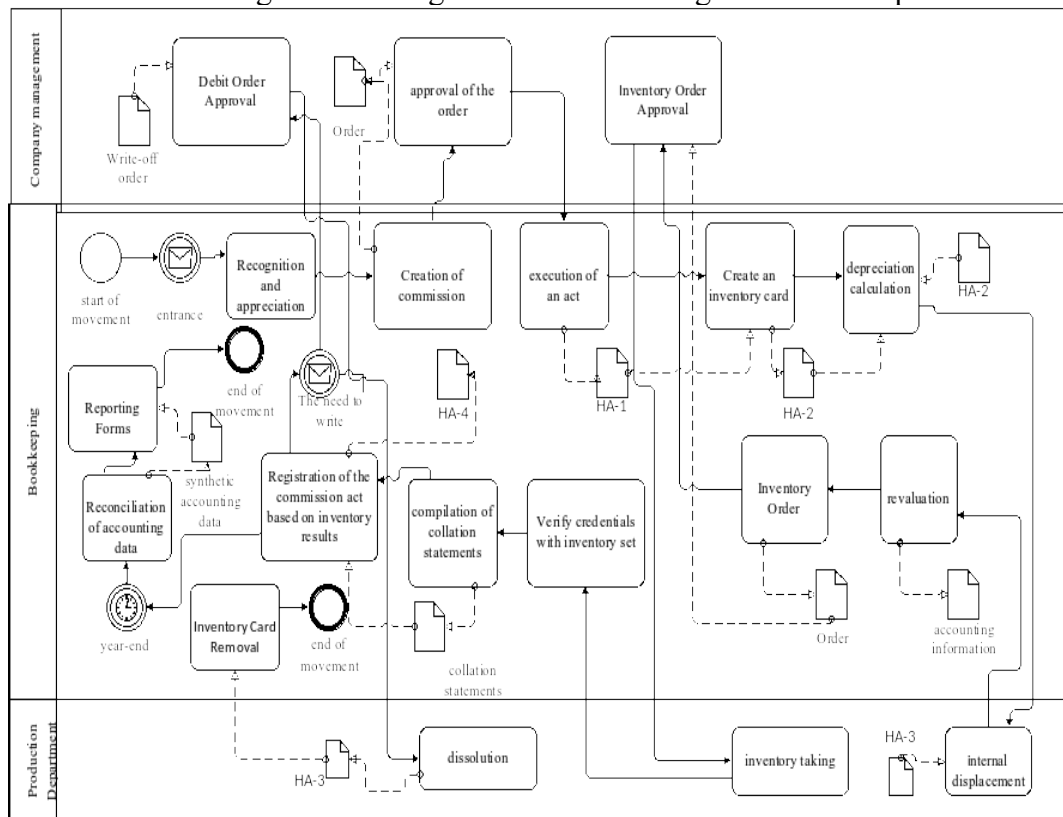 Company management
Debit Order
Approval
Write-off
order
Order
approval of the
order
Inventory Order
Approval
Bookkeeping
start of
movement
entrance
Recognition
and
appreciation
Creation of
commission
execution of
an act
HA-1
Create an
inventory card
HA-2
depreciation
calculation
HA-2
end of
movement
The need to
write
HA-4
Reporting
Forms
synthetic
accounting
data
Reconciliation
of accounting
data
year-end
Registration of the
commission act
based on inventory
results
compilation of
collation
statements
Verify credentials
with inventory set
Inventory
Order
revaluation
Order
accounting
information
Inventory Card
Removal
end of
movement
collation
statements
Production
Department
HA-3
dissolution
inventory taking
HA-3
internal
displacement